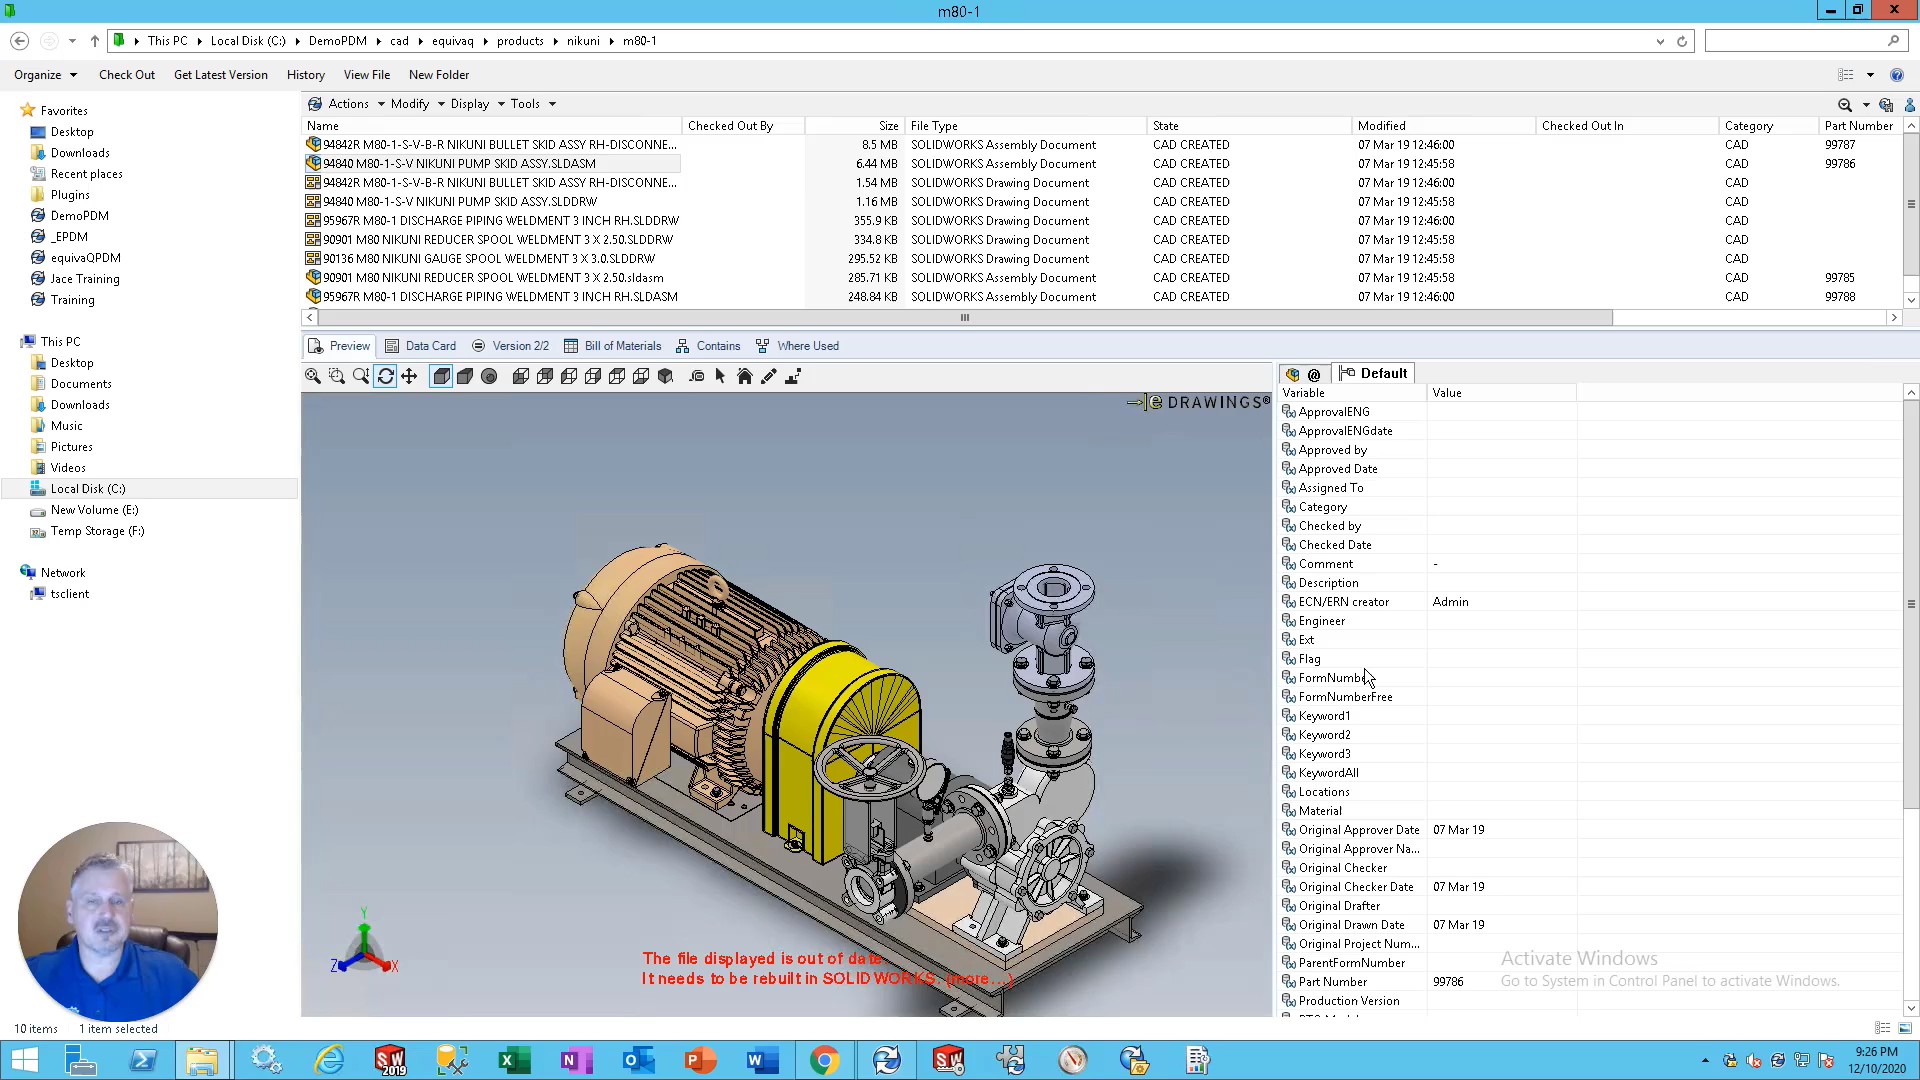 m80-1
This PC Local Disk (C:) DemoPDM cad equivaq products nikuni m80-1
Organize Check Out Get Latest Version History View File New Folder
Favorites
Desktop
Downloads
Recent places
Plugins
DemoPDM
_EPDM
equivaQPDM
Jace Training
Training
This PC
Desktop
Documents
Downloads
Music
Pictures
Videos
Local Disk (C:)
New Volume (E:)
Temp Storage (F:)
Network
tsclient
10 items 1 item selected
Actions Modify Display Tools
Name Checked Out By Size File Type State Modified Checked Out In Category Part Number
94842R M80-1-S-V-B-R NIKUNI BULLET SKID ASSY RH-DISCONNE... 8.5 MB SOLIDWORKS Assembly Document CAD CREATED 07 Mar 19 12:46:00 CAD 99787
94840 M80-1-S-V NIKUNI PUMP SKID ASSY.SLDASM 6.44 MB SOLIDWORKS Assembly Document CAD CREATED 07 Mar 19 12:45:58 CAD 99786
94842R M80-1-S-V-B-R NIKUNI BULLET SKID ASSY RH-DISCONNE... 1.54 MB SOLIDWORKS Drawing Document CAD CREATED 07 Mar 19 12:46:00 CAD
94840 M80-1-S-V NIKUNI PUMP SKID ASSY.SLDDRW 1.16 MB SOLIDWORKS Drawing Document CAD CREATED 07 Mar 19 12:45:58 CAD
95967R M80-1 DISCHARGE PIPING WELDMENT 3 INCH RH.SLDDRW 355.9 KB SOLIDWORKS Drawing Document CAD CREATED 07 Mar 19 12:46:00 CAD
90901 M80 NIKUNI REDUCER SPOOL WELDMENT 3 X 2.50.SLDDRW 334.8 KB SOLIDWORKS Drawing Document CAD CREATED 07 Mar 19 12:45:58 CAD
90136 M80 NIKUNI GAUGE SPOOL WELDMENT 3 X 3.0.SLDDRW 295.52 KB SOLIDWORKS Drawing Document CAD CREATED 07 Mar 19 12:45:58 CAD
90901 M80 NIKUNI REDUCER SPOOL WELDMENT 3 X 2.50.sldasm 285.71 KB SOLIDWORKS Assembly Document CAD CREATED 07 Mar 19 12:45:58 CAD 99785
95967R M80-1 DISCHARGE PIPING WELDMENT 3 INCH RH.SLDASM 248.84 KB SOLIDWORKS Assembly Document CAD CREATED 07 Mar 19 12:46:00 CAD 99788
Preview Data Card Version 2/2 Bill of Materials Contains Where Used
eDRAWINGS®
The file displayed is out of date.
It needs to be rebuilt in SOLIDWORKS. (more...)
Y
Z X
@ Default
Variable Value
ApprovalENG
ApprovalENGdate
Approved by
Approved Date
Assigned To
Category
Checked by
Checked Date
Comment -
Description
ECN/ERN creator Admin
Engineer
Ext
Flag
FormNumber
FormNumberFree
Keyword1
Keyword2
Keyword3
KeywordAll
Locations
Material
Original Approver Date 07 Mar 19
Original Approver Na...
Original Checker
Original Checker Date 07 Mar 19
Original Drafter
Original Drawn Date 07 Mar 19
Original Project Num...
ParentFormNumber
Part Number 99786
Production Version
Activate Windows
Go to System in Control Panel to activate Windows.
SW 2019
9:26 PM
12/10/2020